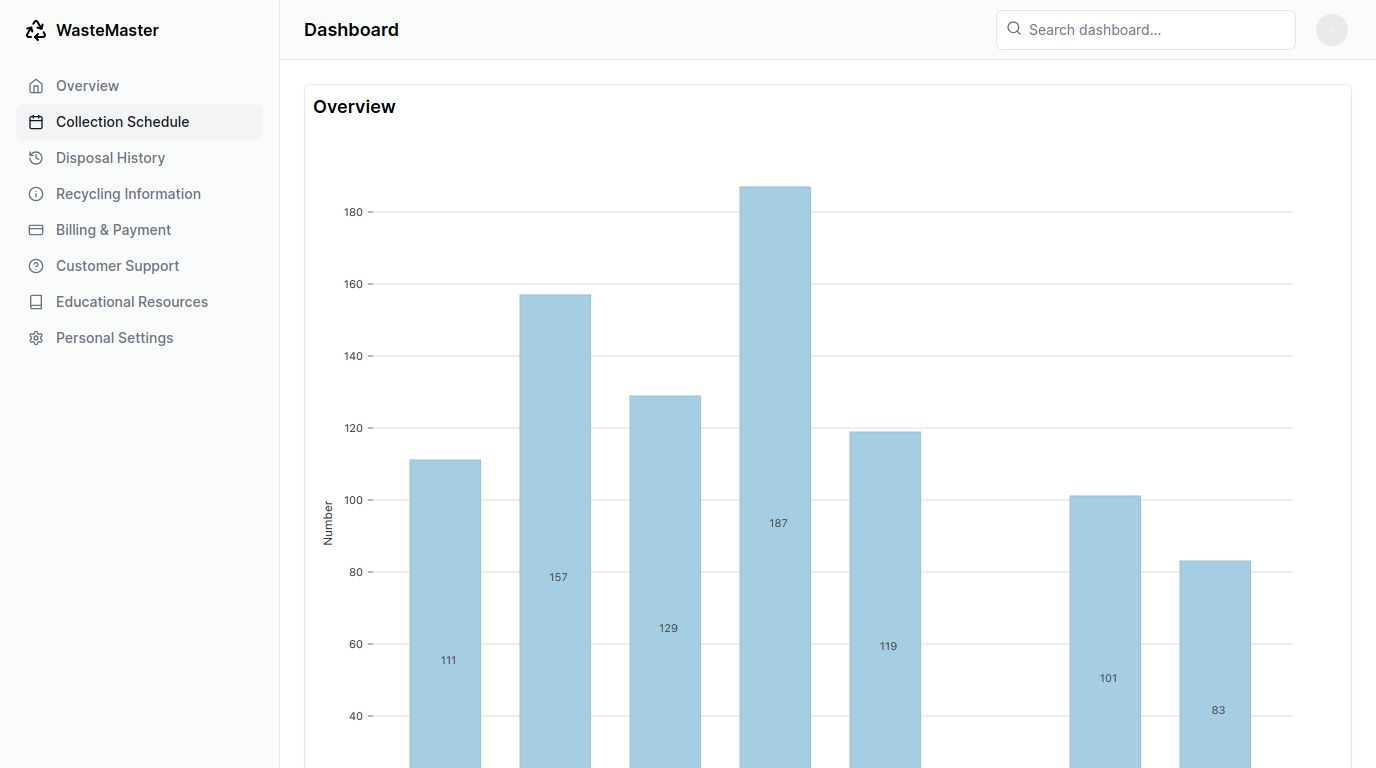 WasteMaster
Overview
Collection Schedule
Disposal History
Recycling Information
Billing & Payment
Customer Support
Educational Resources
Personal Settings
Dashboard
Search dashboard...
Overview
180
160
140
120
100
80
60
40
Number
111
157
129
187
119
101
83